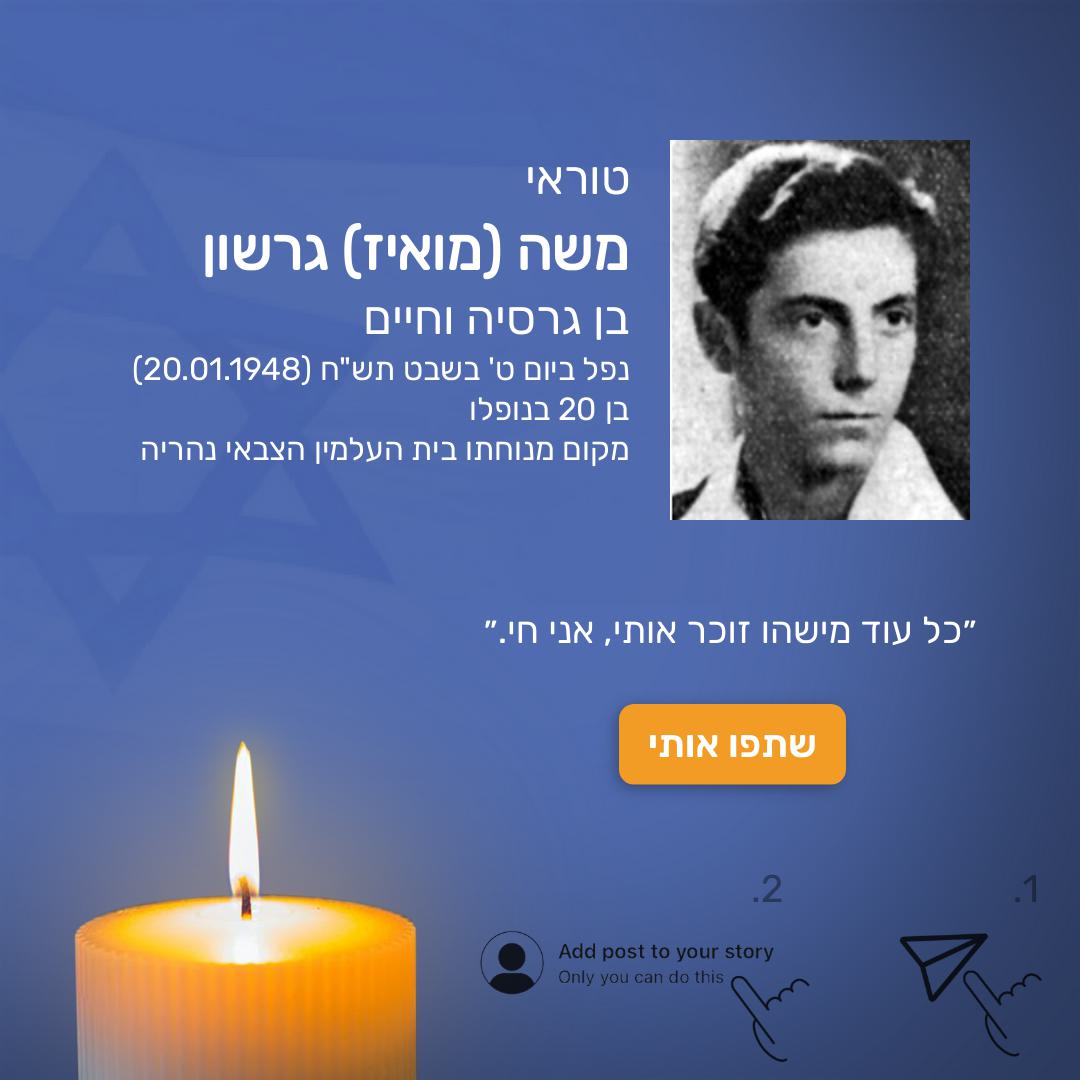 טוראי
משה (מואיז) גרשון
בן גרסיה וחיים
נפל ביום ט' בשבט תש"ח (20.01.1948)
בן 20 בנופלו
מקום מנוחתו בית העלמין הצבאי נהריה
״כל עוד מישהו זוכר אותי, אני חי.״
שתפו אותי
1.
2.
Add post to your story
Only you can do this